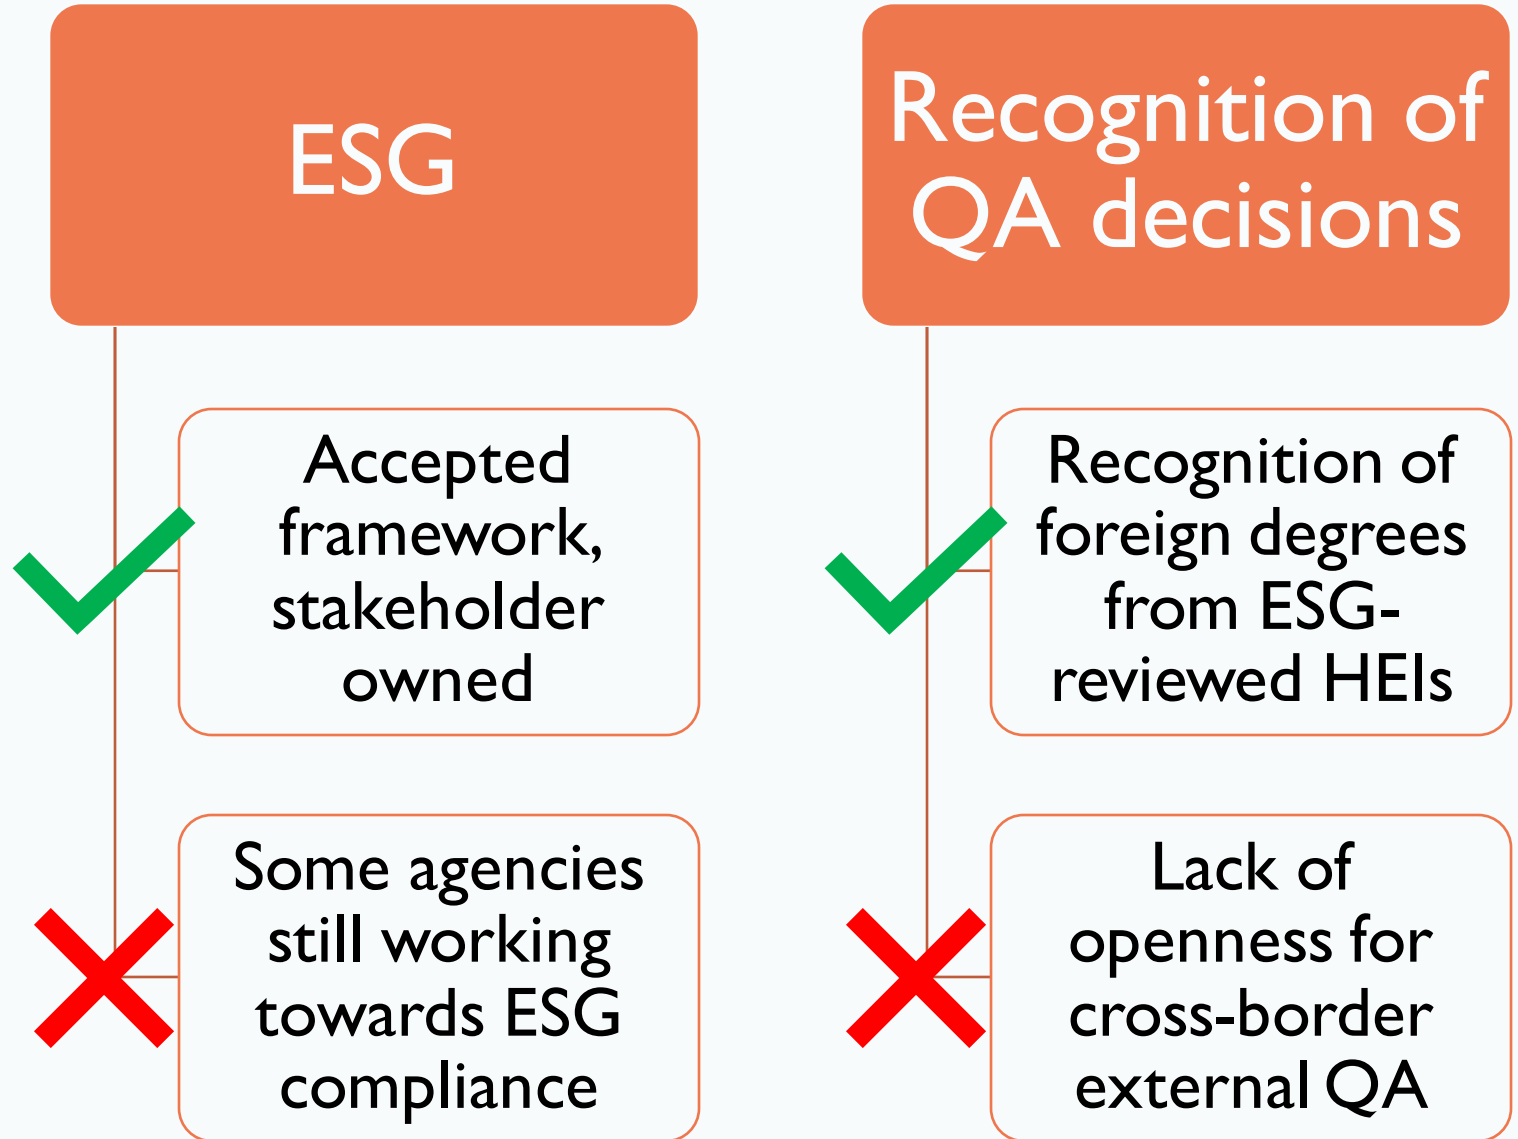 ESG
Accepted
framework,
stakeholder
owned
Some agencies
still working
towards ESG
compliance
Recognition of
QA decisions
Recognition of
foreign degrees
from ESG-
reviewed HEIs
Lack of
openness for
cross-border
external QA